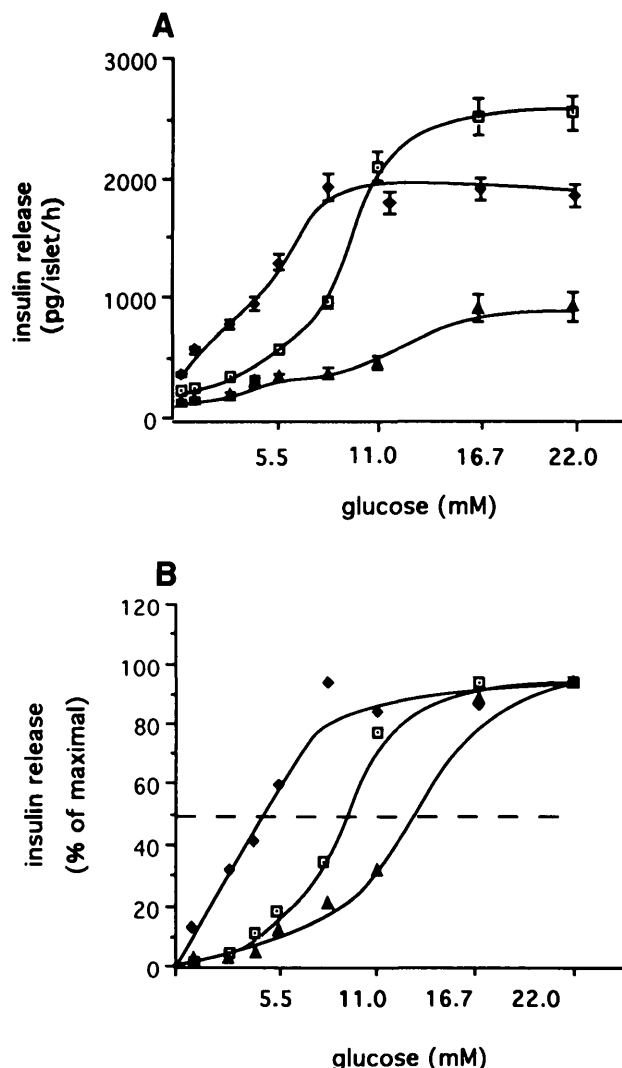 A
3000
2000
1000
0
insulin release
(pg/islet/h)
5.5 11.0 16.7 22.0
glucose (mM)
B
120
100
80
60
40
20
0
insulin release
(% of maximal)
5.5 11.0 16.7 22.0
glucose (mM)